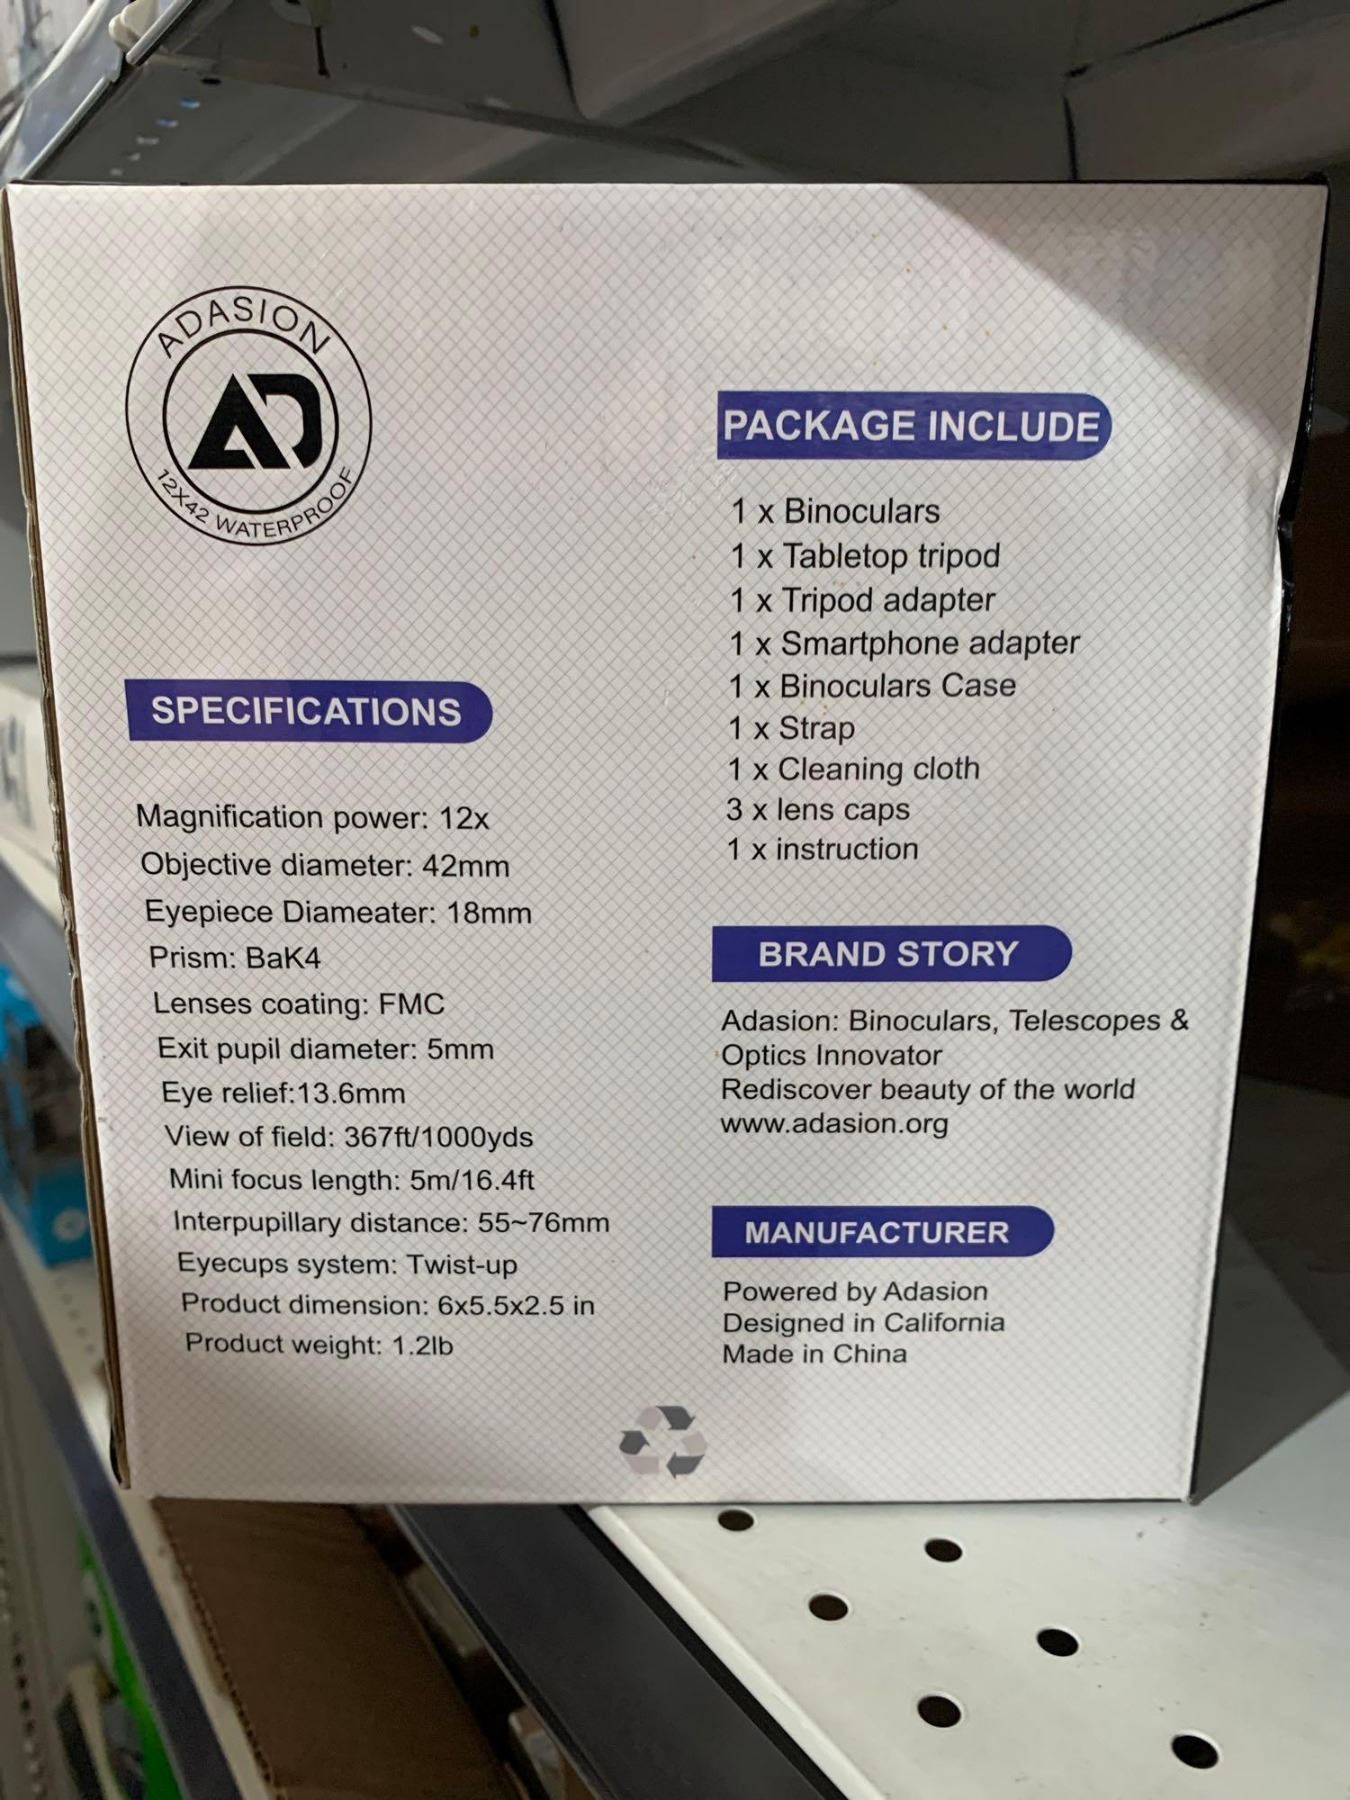 ADASION
AD
12X42 WATERPROOF
SPECIFICATIONS
Magnification power: 12x
Objective diameter: 42mm
Eyepiece Diameater: 18mm
Prism: BaK4
Lenses coating: FMC
Exit pupil diameter: 5mm
Eye relief:13.6mm
View of field: 367ft/1000yds
Mini focus length: 5m/16.4ft
Interpupillary distance: 55~76mm
Eyecups system: Twist-up
Product dimension: 6x5.5x2.5 in
Product weight: 1.2lb
PACKAGE INCLUDE
1 x Binoculars
1 x Tabletop tripod
1 x Tripod adapter
1 x Smartphone adapter
1 x Binoculars Case
1 x Strap
1 x Cleaning cloth
3 x lens caps
1 x instruction
BRAND STORY
Adasion: Binoculars, Telescopes &
Optics Innovator
Rediscover beauty of the world
www.adasion.org
MANUFACTURER
Powered by Adasion
Designed in California
Made in China